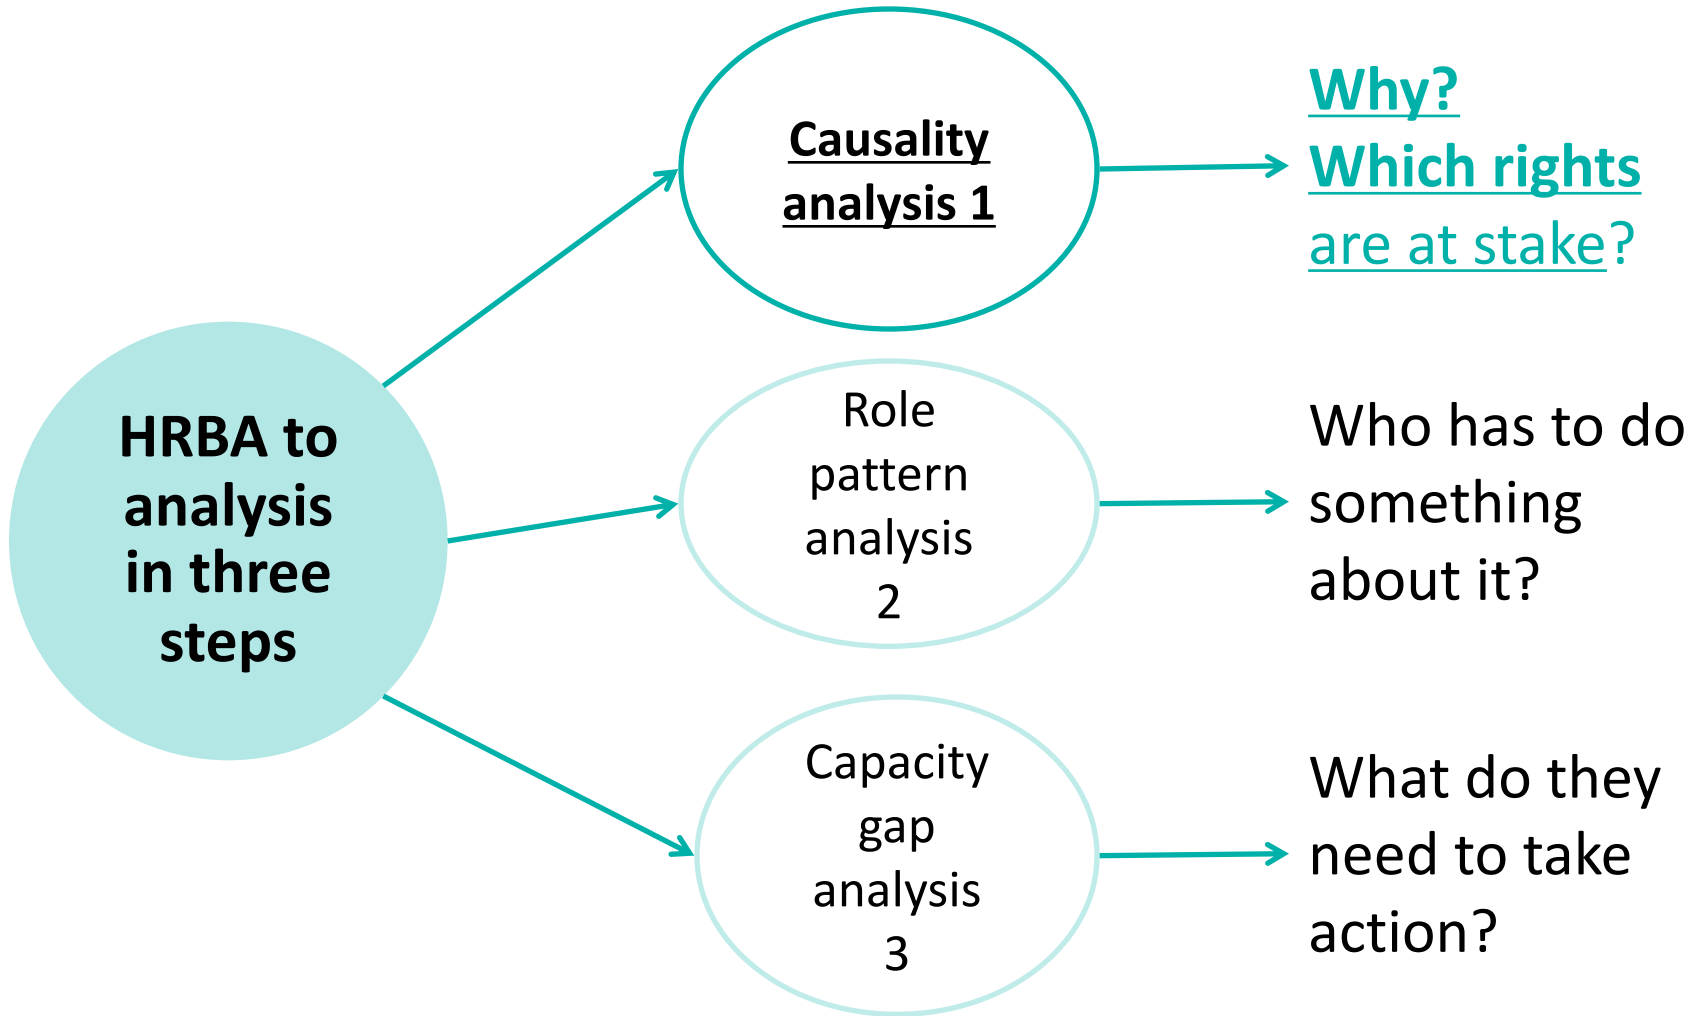 HRBA to
analysis
in three
steps
Causality
analysis 1
Why?
Which rights
are at stake?
Role
pattern
analysis
2
Who has to do
something
about it?
Capacity
gap
analysis
3
What do they
need to take
action?